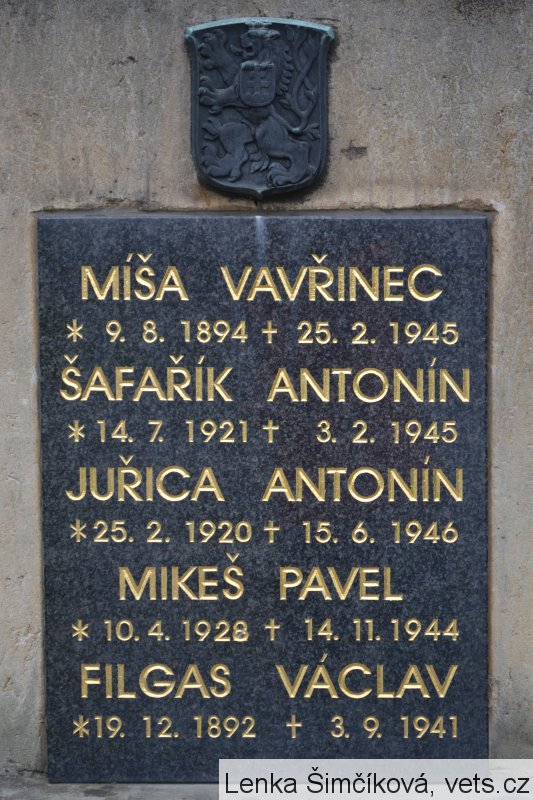 MÍŠA VAVŘINEC
* 9. 8. 1894 † 25. 2. 1945
ŠAFAŘÍK ANTONÍN
* 14. 7. 1921 † 3. 2. 1945
JUŘICA ANTONÍN
* 25. 2. 1920 † 15. 6. 1946
MIKEŠ PAVEL
* 10. 4. 1928 † 14. 11. 1944
FILGAS VÁCLAV
* 19. 12. 1892 † 3. 9. 1941
Lenka Šimčíková, vets.cz